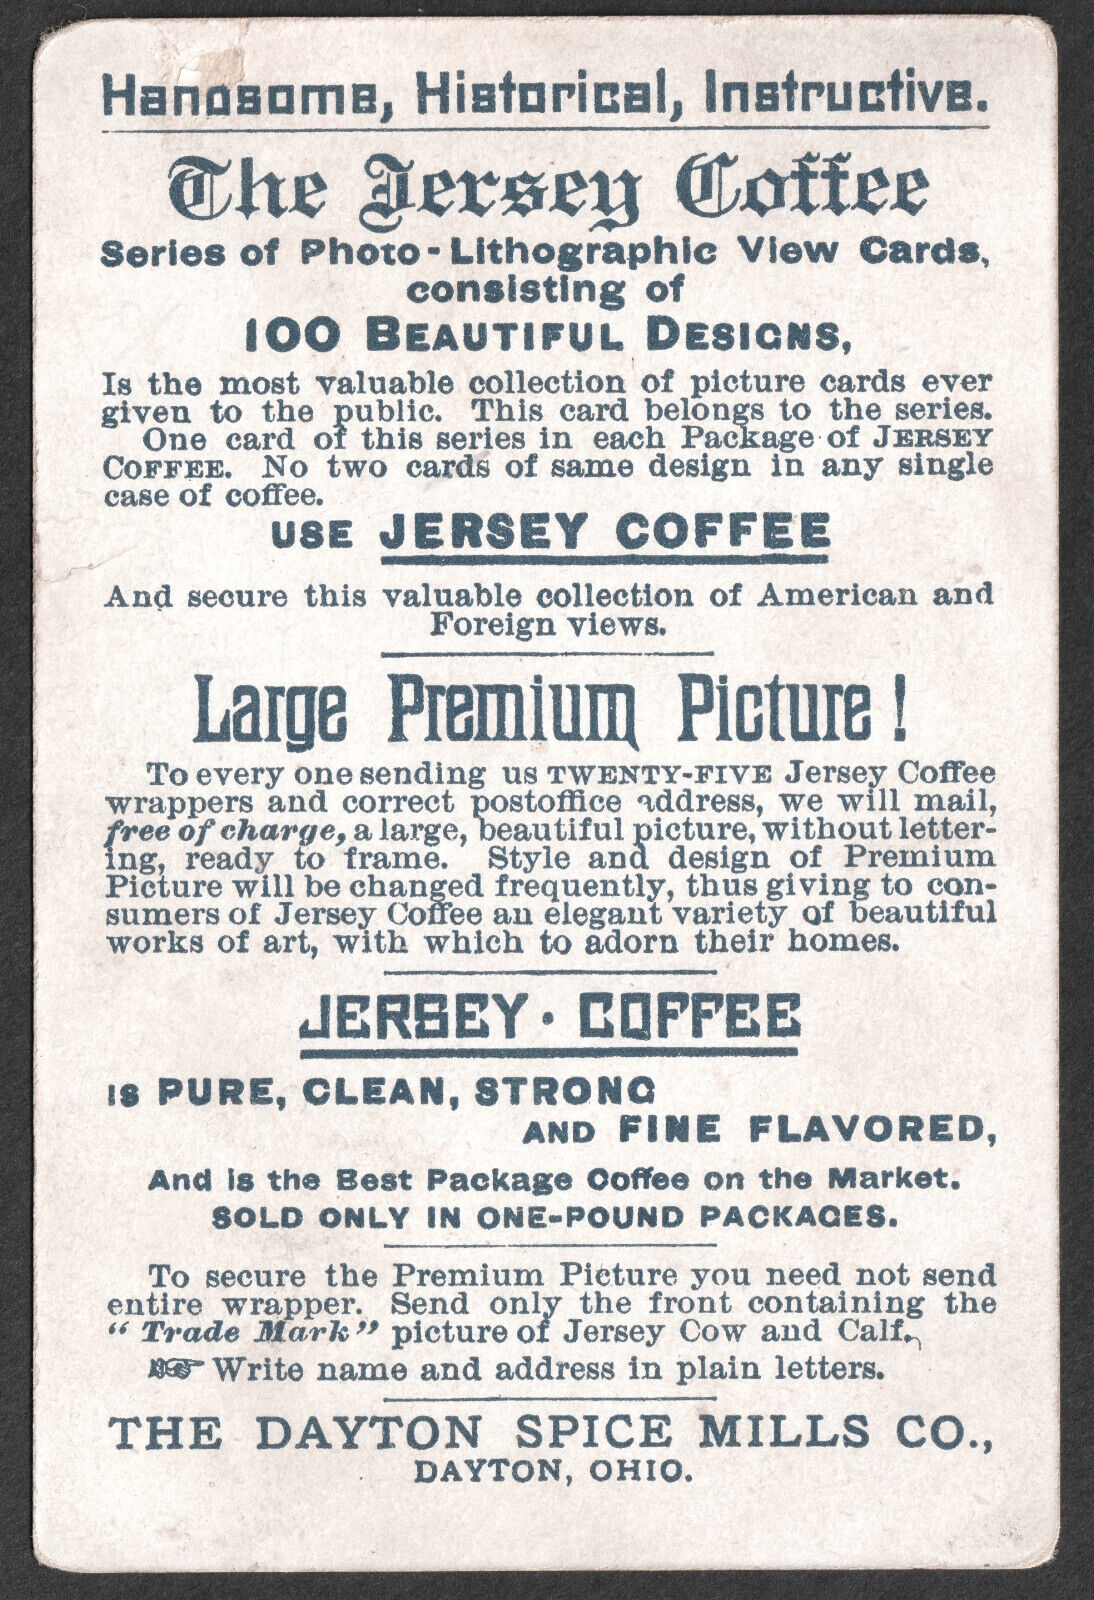 Handsome, Historical, Instructive.
The Jersey Coffee
Series of Photo-Lithographic View Cards,
consisting of
100 BEAUTIFUL DESIGNS,
Is the most valuable collection of picture cards ever
given to the public. This card belongs to the series.
One card of this series in each Package of JERSEY
COFFEE. No two cards of same design in any single
case of coffee.
USE JERSEY COFFEE
And secure this valuable collection of American and
Foreign views.
Large Premium Picture!
To every one sending us TWENTY-FIVE Jersey Coffee
wrappers and correct postoffice address, we will mail,
free of charge, a large, beautiful picture, without letter-
ing, ready to frame. Style and design of Premium
Picture will be changed frequently, thus giving to con-
sumers of Jersey Coffee an elegant variety of beautiful
works of art, with which to adorn their homes.
JERSEY · COFFEE
IS PURE, CLEAN, STRONG
AND FINE FLAVORED,
And is the Best Package Coffee on the Market.
SOLD ONLY IN ONE-POUND PACKAGES.
To secure the Premium Picture you need not send
entire wrapper. Send only the front containing the
"Trade Mark" picture of Jersey Cow and Calf.
☞ Write name and address in plain letters.
THE DAYTON SPICE MILLS CO.,
DAYTON, OHIO.